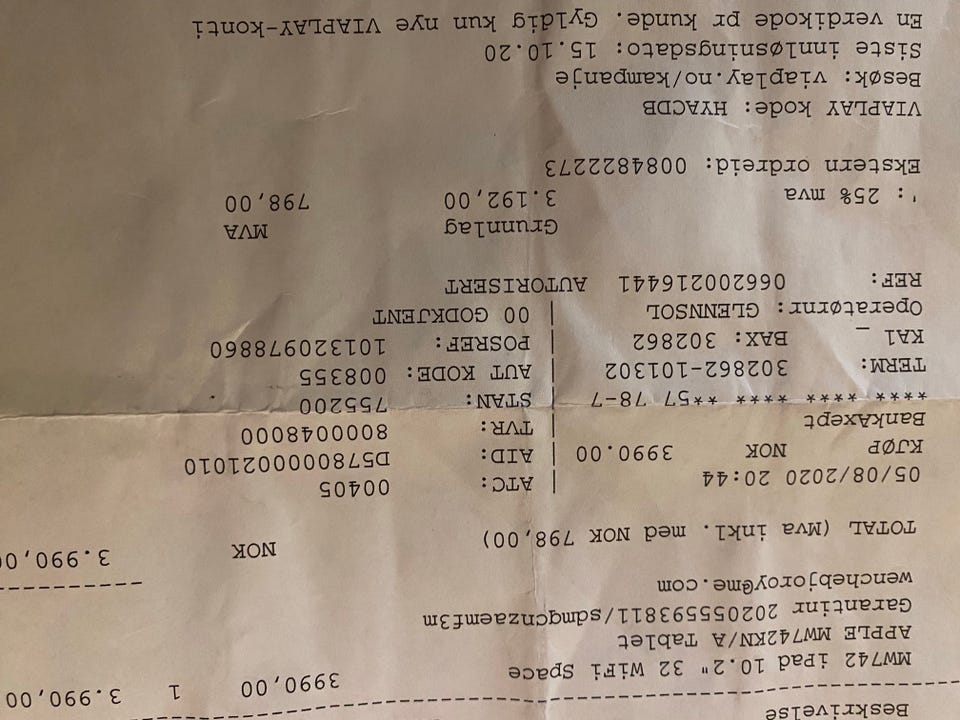 Beskrivelse
MW742 iPad 10.2" 32 WiFi Space 3990,00 1 3.990,00
APPLE MW742KN/A Tablet
Garantinr 20205559381​1/sdmqcnzaemf3m
wenchebjoroy@me.com
TOTAL (Mva inkl. med NOK 798,00) NOK 3.990,00
05/08/2020 20:44 | ATC: 00405
KJØP NOK 3990.00 | AID: D5780000021010
BankAxept | TVR: 8000048000
**** **** **** **57 78-7 STAN: 755200
TERM: 302862-101302 | AUT KODE: 008355
KA1 _ BAX: 302862 | POSREF: 101320978860
Operatørnr: GLENNSOL | 00 GODKJENT
REF: 066200216441 AUTORISERT
Grunnlag MVA
': 25% mva 3.192,00 798,00
Ekstern ordreid: 0084822273
VIAPLAY kode: HYACDB
Besøk: viaplay.no/kampanje
Siste innløsningsdato: 15.10.20
En verdikode pr kunde. Gyldig kun nye VIAPLAY-konti